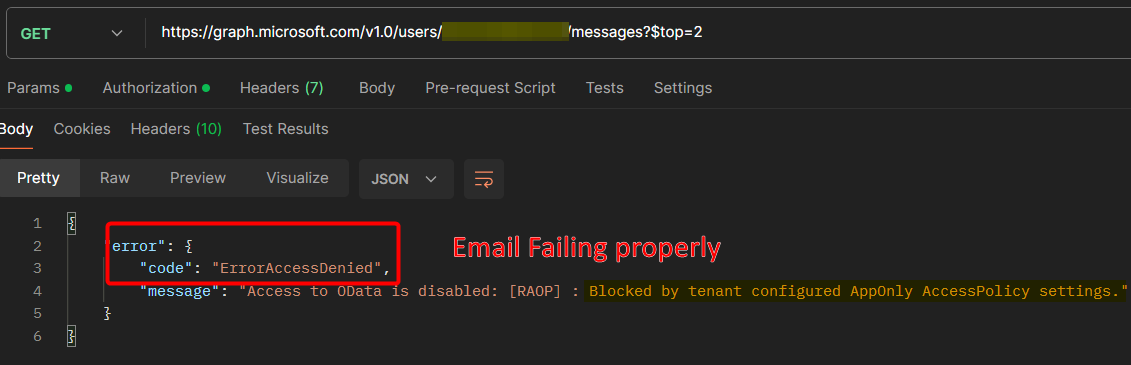 GET https://graph.microsoft.com/v1.0/users/ /messages?$top=2
Params Authorization Headers (7) Body Pre-request Script Tests Settings
Body Cookies Headers (10) Test Results
Pretty Raw Preview Visualize JSON
1 {
2 "error": {
3 "code": "ErrorAccessDenied",
4 "message": "Access to OData is disabled: [RAOP] : Blocked by tenant configured AppOnly AccessPolicy settings."
5 }
6 }
Email Failing properly